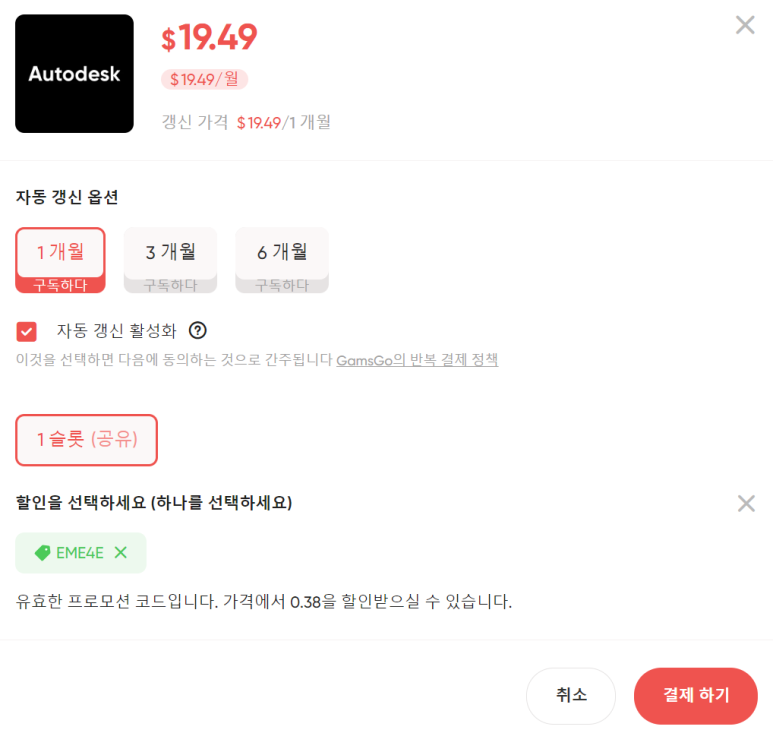 Autodesk
$19.49
$19.49/월
갱신 가격 $19.49/1 개월
자동 갱신 옵션
1 개월 3 개월 6 개월
구독하다 구독하다 구독하다
자동 갱신 활성화 ?
이것을 선택하면 다음에 동의하는 것으로 간주됩니다 GamsGo의 반복 결제 정책
1 슬롯 (공유)
할인을 선택하세요 (하나를 선택하세요)
EME4E
유효한 프로모션 코드입니다. 가격에서 0.38을 할인받으실 수 있습니다.
취소 결제 하기